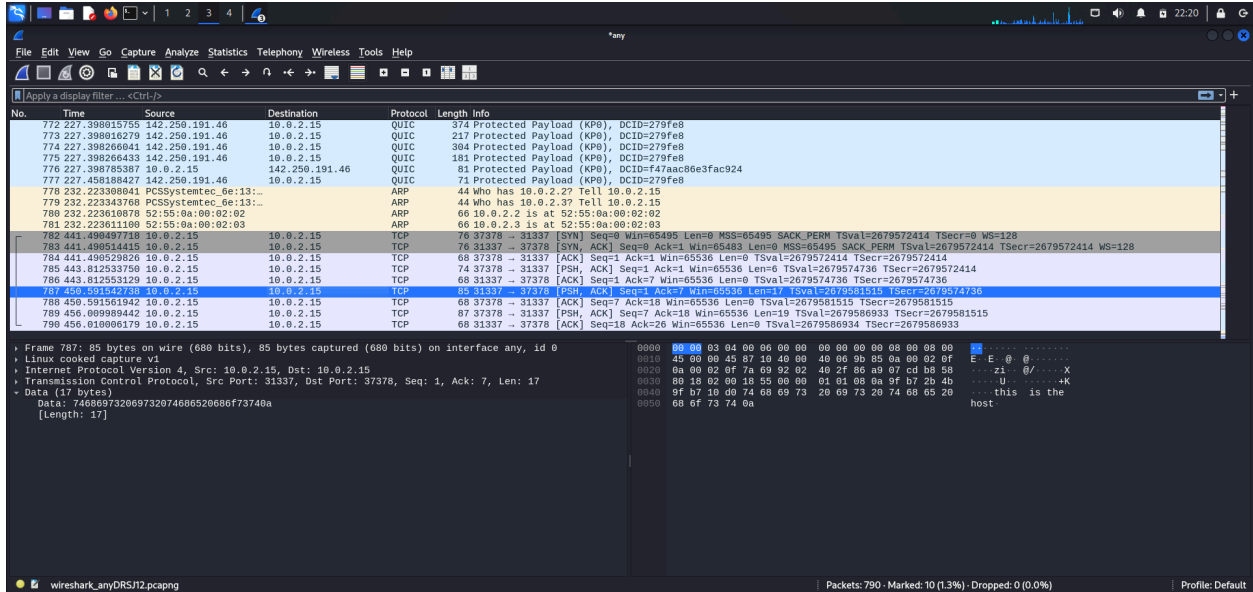 1 2 3 4 22:20
*any
File Edit View Go Capture Analyze Statistics Telephony Wireless Tools Help
Apply a display filter ... <Ctrl-/>
No. Time Source Destination Protocol Length Info
772 227.398015755 142.250.191.46 10.0.2.15 QUIC 374 Protected Payload (KP0), DCID=279fe8
773 227.398016279 142.250.191.46 10.0.2.15 QUIC 217 Protected Payload (KP0), DCID=279fe8
774 227.398266041 142.250.191.46 10.0.2.15 QUIC 304 Protected Payload (KP0), DCID=279fe8
775 227.398266433 142.250.191.46 10.0.2.15 QUIC 181 Protected Payload (KP0), DCID=279fe8
776 227.398785387 10.0.2.15 142.250.191.46 QUIC 81 Protected Payload (KP0), DCID=f47aac86e3fac924
777 227.458188427 142.250.191.46 10.0.2.15 QUIC 71 Protected Payload (KP0), DCID=279fe8
778 232.223308041 PCSSystemtec_6e:13:… ARP 44 Who has 10.0.2.2? Tell 10.0.2.15
779 232.223343768 PCSSystemtec_6e:13:… ARP 44 Who has 10.0.2.3? Tell 10.0.2.15
780 232.223610878 52:55:0a:00:02:02 ARP 66 10.0.2.2 is at 52:55:0a:00:02:02
781 232.223611100 52:55:0a:00:02:03 ARP 66 10.0.2.3 is at 52:55:0a:00:02:03
782 441.490497718 10.0.2.15 10.0.2.15 TCP 76 37378 → 31337 [SYN] Seq=0 Win=65495 Len=0 MSS=65495 SACK_PERM TSval=2679572414 TSecr=0 WS=128
783 441.490514415 10.0.2.15 10.0.2.15 TCP 76 31337 → 37378 [SYN, ACK] Seq=0 Ack=1 Win=65483 Len=0 MSS=65495 SACK_PERM TSval=2679572414 TSecr=2679572414 WS=128
784 441.490529826 10.0.2.15 10.0.2.15 TCP 68 37378 → 31337 [ACK] Seq=1 Ack=1 Win=65536 Len=0 TSval=2679572414 TSecr=2679572414
785 443.812533750 10.0.2.15 10.0.2.15 TCP 74 37378 → 31337 [PSH, ACK] Seq=1 Ack=1 Win=65536 Len=6 TSval=2679574736 TSecr=2679572414
786 443.812553129 10.0.2.15 10.0.2.15 TCP 68 31337 → 37378 [ACK] Seq=1 Ack=7 Win=65536 Len=0 TSval=2679574736 TSecr=2679574736
787 450.591542738 10.0.2.15 10.0.2.15 TCP 85 31337 → 37378 [PSH, ACK] Seq=1 Ack=7 Win=65536 Len=17 TSval=2679581515 TSecr=2679574736
788 450.591561942 10.0.2.15 10.0.2.15 TCP 68 37378 → 31337 [ACK] Seq=7 Ack=18 Win=65536 Len=0 TSval=2679581515 TSecr=2679581515
789 456.009989442 10.0.2.15 10.0.2.15 TCP 87 37378 → 31337 [PSH, ACK] Seq=7 Ack=18 Win=65536 Len=19 TSval=2679586933 TSecr=2679581515
790 456.010006179 10.0.2.15 10.0.2.15 TCP 68 31337 → 37378 [ACK] Seq=18 Ack=26 Win=65536 Len=0 TSval=2679586934 TSecr=2679586933
Frame 787: 85 bytes on wire (680 bits), 85 bytes captured (680 bits) on interface any, id 0
Linux cooked capture v1
Internet Protocol Version 4, Src: 10.0.2.15, Dst: 10.0.2.15
Transmission Control Protocol, Src Port: 31337, Dst Port: 37378, Seq: 1, Ack: 7, Len: 17
Data (17 bytes)
Data: 746869732069732074686520686f73740a
[Length: 17]
0000 00 00 03 04 00 06 00 00 00 00 00 00 08 00 08 00 ·· ······ ········
0010 45 00 00 45 87 10 40 00 40 06 9b 85 0a 00 02 0f E··E··@· @·······
0020 0a 00 02 0f 7a 69 92 02 40 2f 86 a9 07 cd b8 58 ····zi·· @/·····X
0030 80 18 02 00 18 55 00 00 01 01 08 0a 9f b7 2b 4b ·····U·· ······+K
0040 9f b7 10 d0 74 68 69 73 20 69 73 20 74 68 65 20 ····this is the
0050 68 6f 73 74 0a host·
wireshark_anyDRSJ12.pcapng Packets: 790 · Marked: 10 (1.3%) · Dropped: 0 (0.0%) Profile: Default